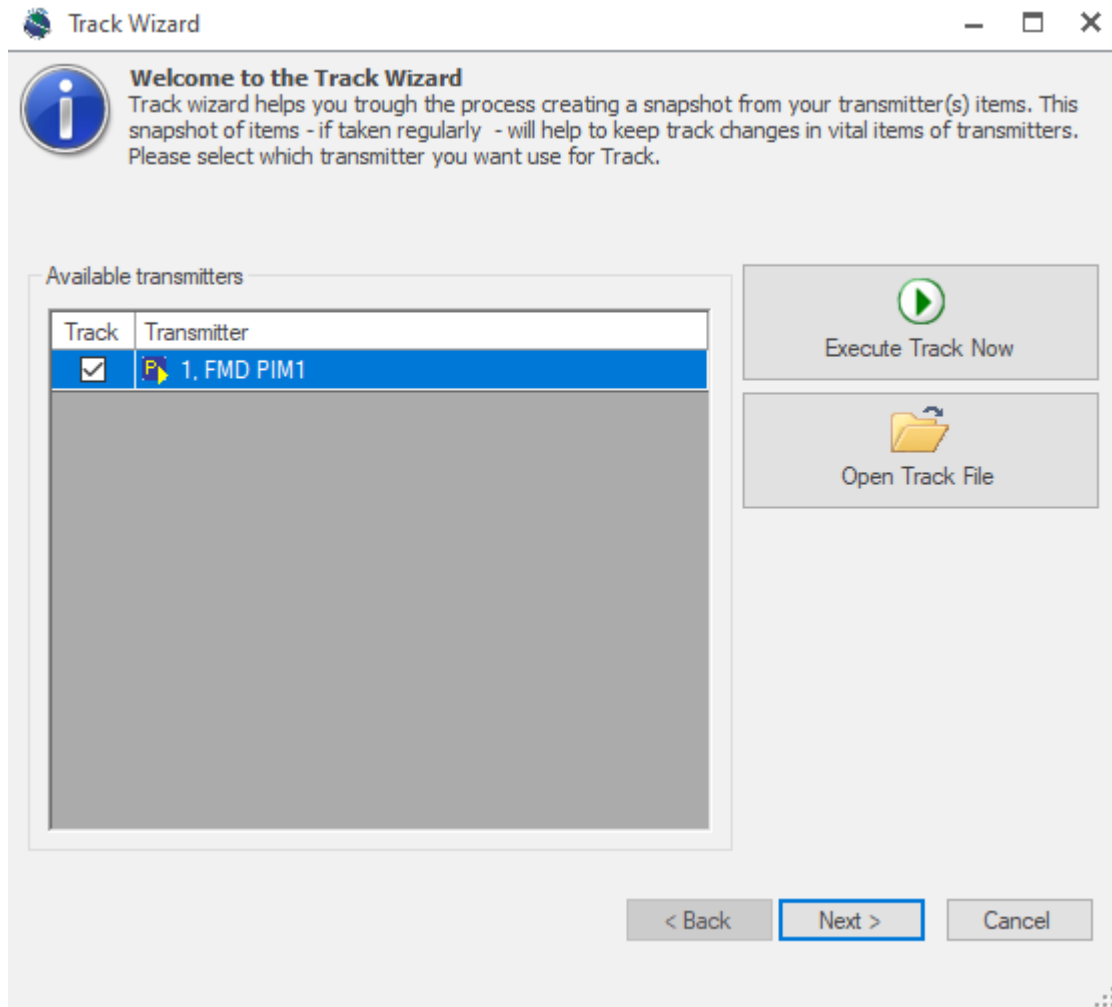 Track Wizard
Welcome to the Track Wizard
Track wizard helps you trough the process creating a snapshot from your transmitter(s) items. This
snapshot of items - if taken regularly - will help to keep track changes in vital items of transmitters.
Please select which transmitter you want use for Track.
Available transmitters
Track Transmitter
P 1, FMD PIM1
Execute Track Now
Open Track File
< Back Next > Cancel